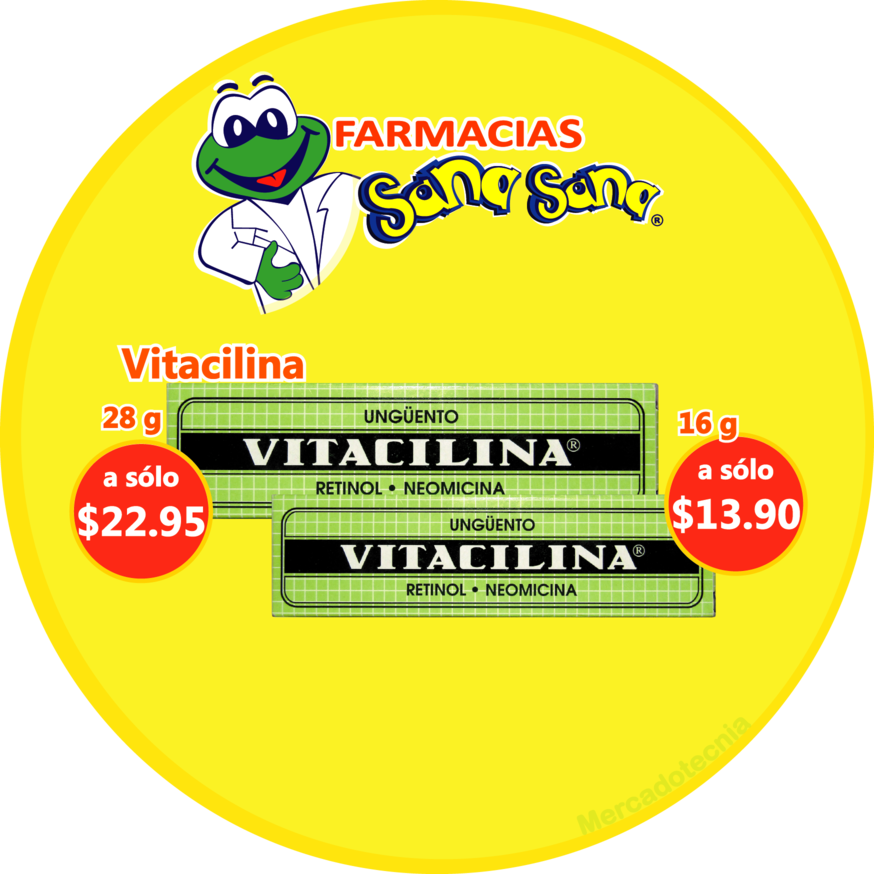 FARMACIAS
Sana Sana®
Vitacilina
28 g
a sólo
$22.95
UNGÜENTO
VITACILINA®
RETINOL • NEOMICINA
16 g
a sólo
$13.90
UNGÜENTO
VITACILINA®
RETINOL • NEOMICINA
Mercadotecnia